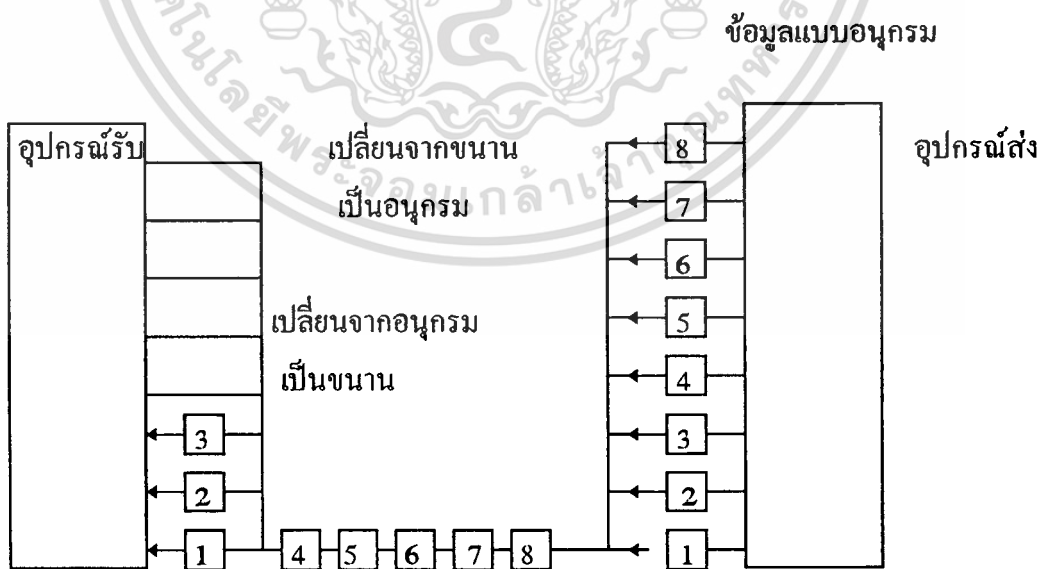 ข้อมูลแบบอนุกรม
อุปกรณ์รับ
เปลี่ยนจากขนาน
เป็นอนุกรม
อุปกรณ์ส่ง
8
7
6
5
4
3
2
1
เปลี่ยนจากอนุกรม
เป็นขนาน
3
2
1
4 5 6 7 8